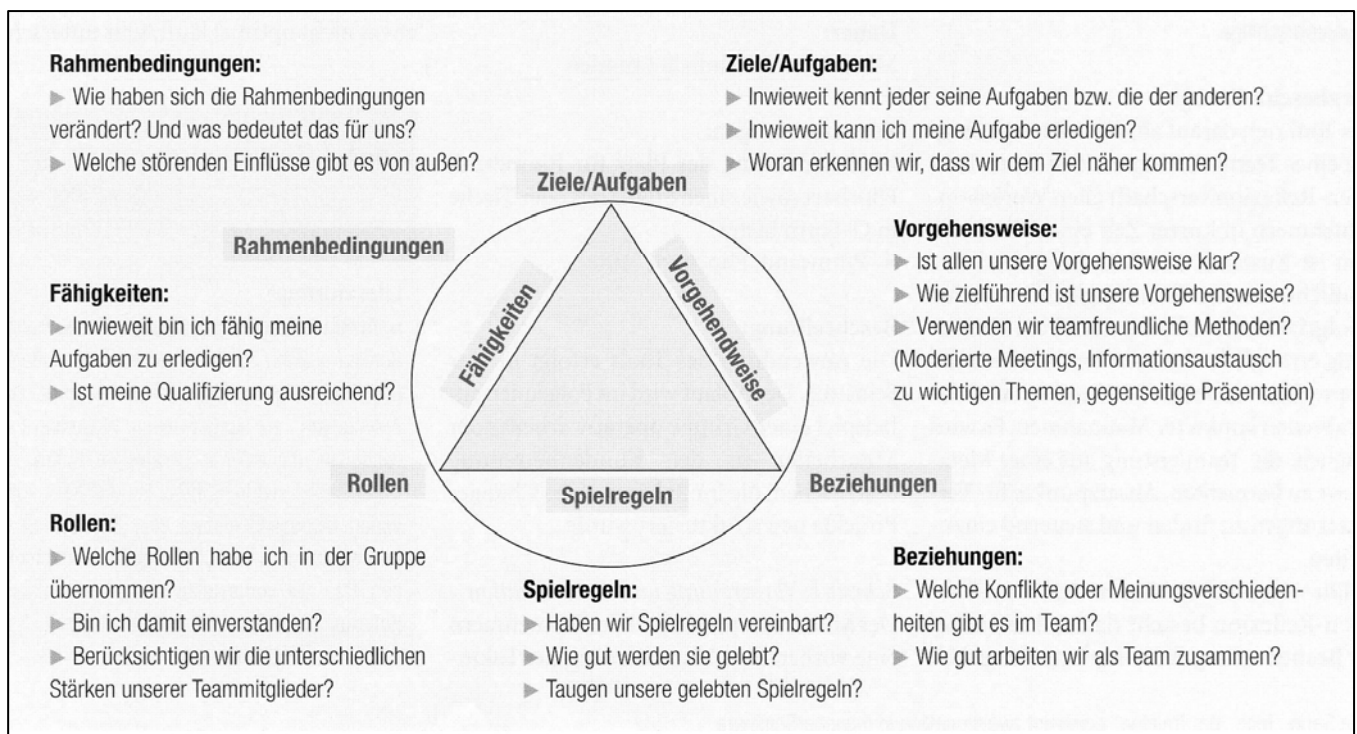 Rahmenbedingungen:
▶ Wie haben sich die Rahmenbedingungen
verändert? Und was bedeutet das für uns?
▶ Welche störenden Einflüsse gibt es von außen?
Ziele/Aufgaben:
▶ Inwieweit kennt jeder seine Aufgaben bzw. die der anderen?
▶ Inwieweit kann ich meine Aufgabe erledigen?
▶ Woran erkennen wir, dass wir dem Ziel näher kommen?
Ziele/Aufgaben
Rahmenbedingungen
Fähigkeiten
Vorgehendweise
Rollen
Spielregeln
Beziehungen
Fähigkeiten:
▶ Inwieweit bin ich fähig meine
Aufgaben zu erledigen?
▶ Ist meine Qualifizierung ausreichend?
Vorgehensweise:
▶ Ist allen unsere Vorgehensweise klar?
▶ Wie zielführend ist unsere Vorgehensweise?
▶ Verwenden wir teamfreundliche Methoden?
(Moderierte Meetings, Informationsaustausch
zu wichtigen Themen, gegenseitige Präsentation)
Rollen:
▶ Welche Rollen habe ich in der Gruppe
übernommen?
▶ Bin ich damit einverstanden?
▶ Berücksichtigen wir die unterschiedlichen
Stärken unserer Teammitglieder?
Spielregeln:
▶ Haben wir Spielregeln vereinbart?
▶ Wie gut werden sie gelebt?
▶ Taugen unsere gelebten Spielregeln?
Beziehungen:
▶ Welche Konflikte oder Meinungsverschieden-
heiten gibt es im Team?
▶ Wie gut arbeiten wir als Team zusammen?